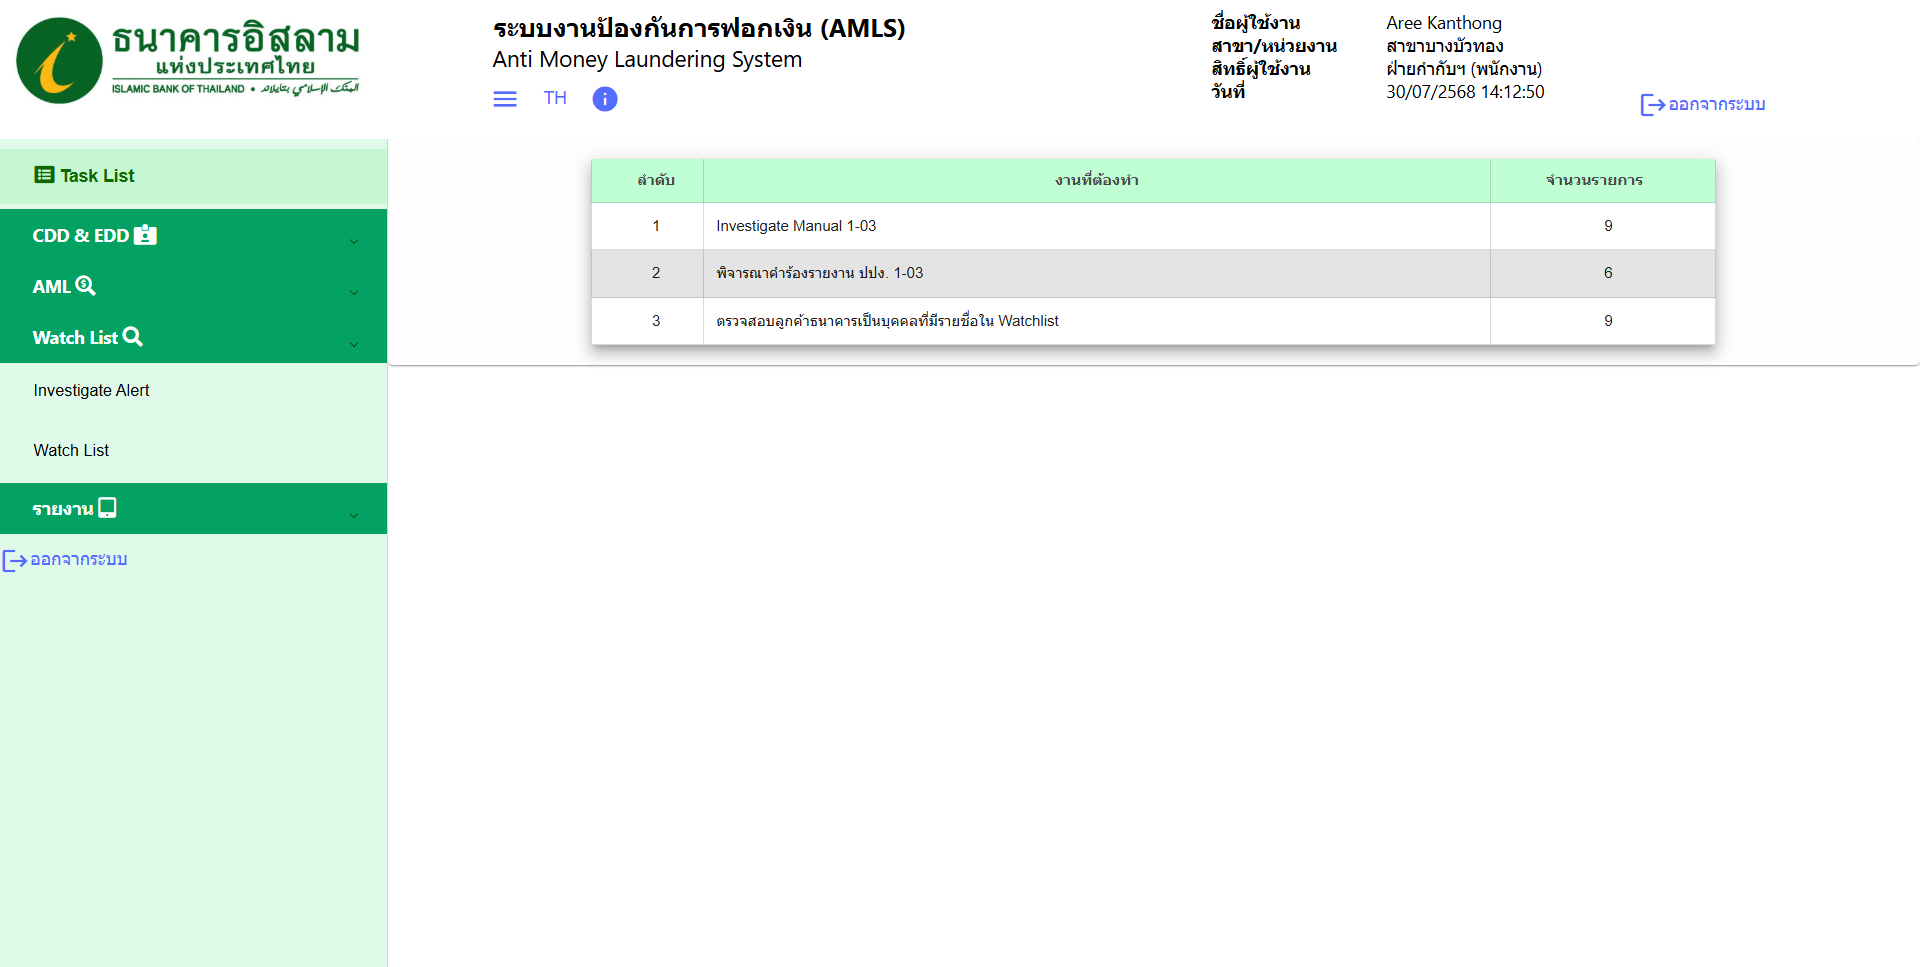 ธนาคารอิสลาม
แห่งประเทศไทย
ISLAMIC BANK OF THAILAND •
ระบบงานป้องกันการฟอกเงิน (AMLS)
Anti Money Laundering System
TH
ชื่อผู้ใช้งาน Aree Kanthong
สาขา/หน่วยงาน สาขาบางบัวทอง
สิทธิ์ผู้ใช้งาน ฝ่ายกำกับฯ (พนักงาน)
วันที่ 30/07/2568 14:12:50
ออกจากระบบ
Task List
CDD & EDD
AML
Watch List
Investigate Alert
Watch List
รายงาน
ออกจากระบบ
ลำดับ งานที่ต้องทำ จำนวนรายการ
1 Investigate Manual 1-03 9
2 พิจารณาคำร้องรายงาน ปปง. 1-03 6
3 ตรวจสอบลูกค้าธนาคารเป็นบุคคลที่มีรายชื่อใน Watchlist 9